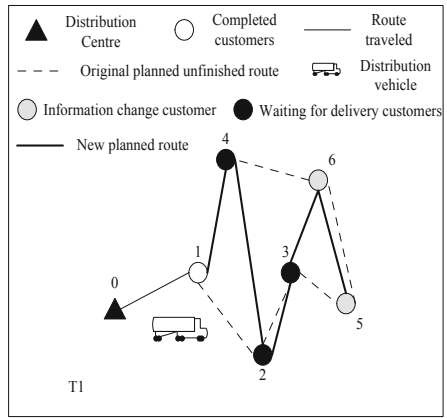 Distribution Centre
Completed customers
Route traveled
Original planned unfinished route
Distribution vehicle
Information change customer
Waiting for delivery customers
New planned route
4
6
1
3
0
5
2
T1